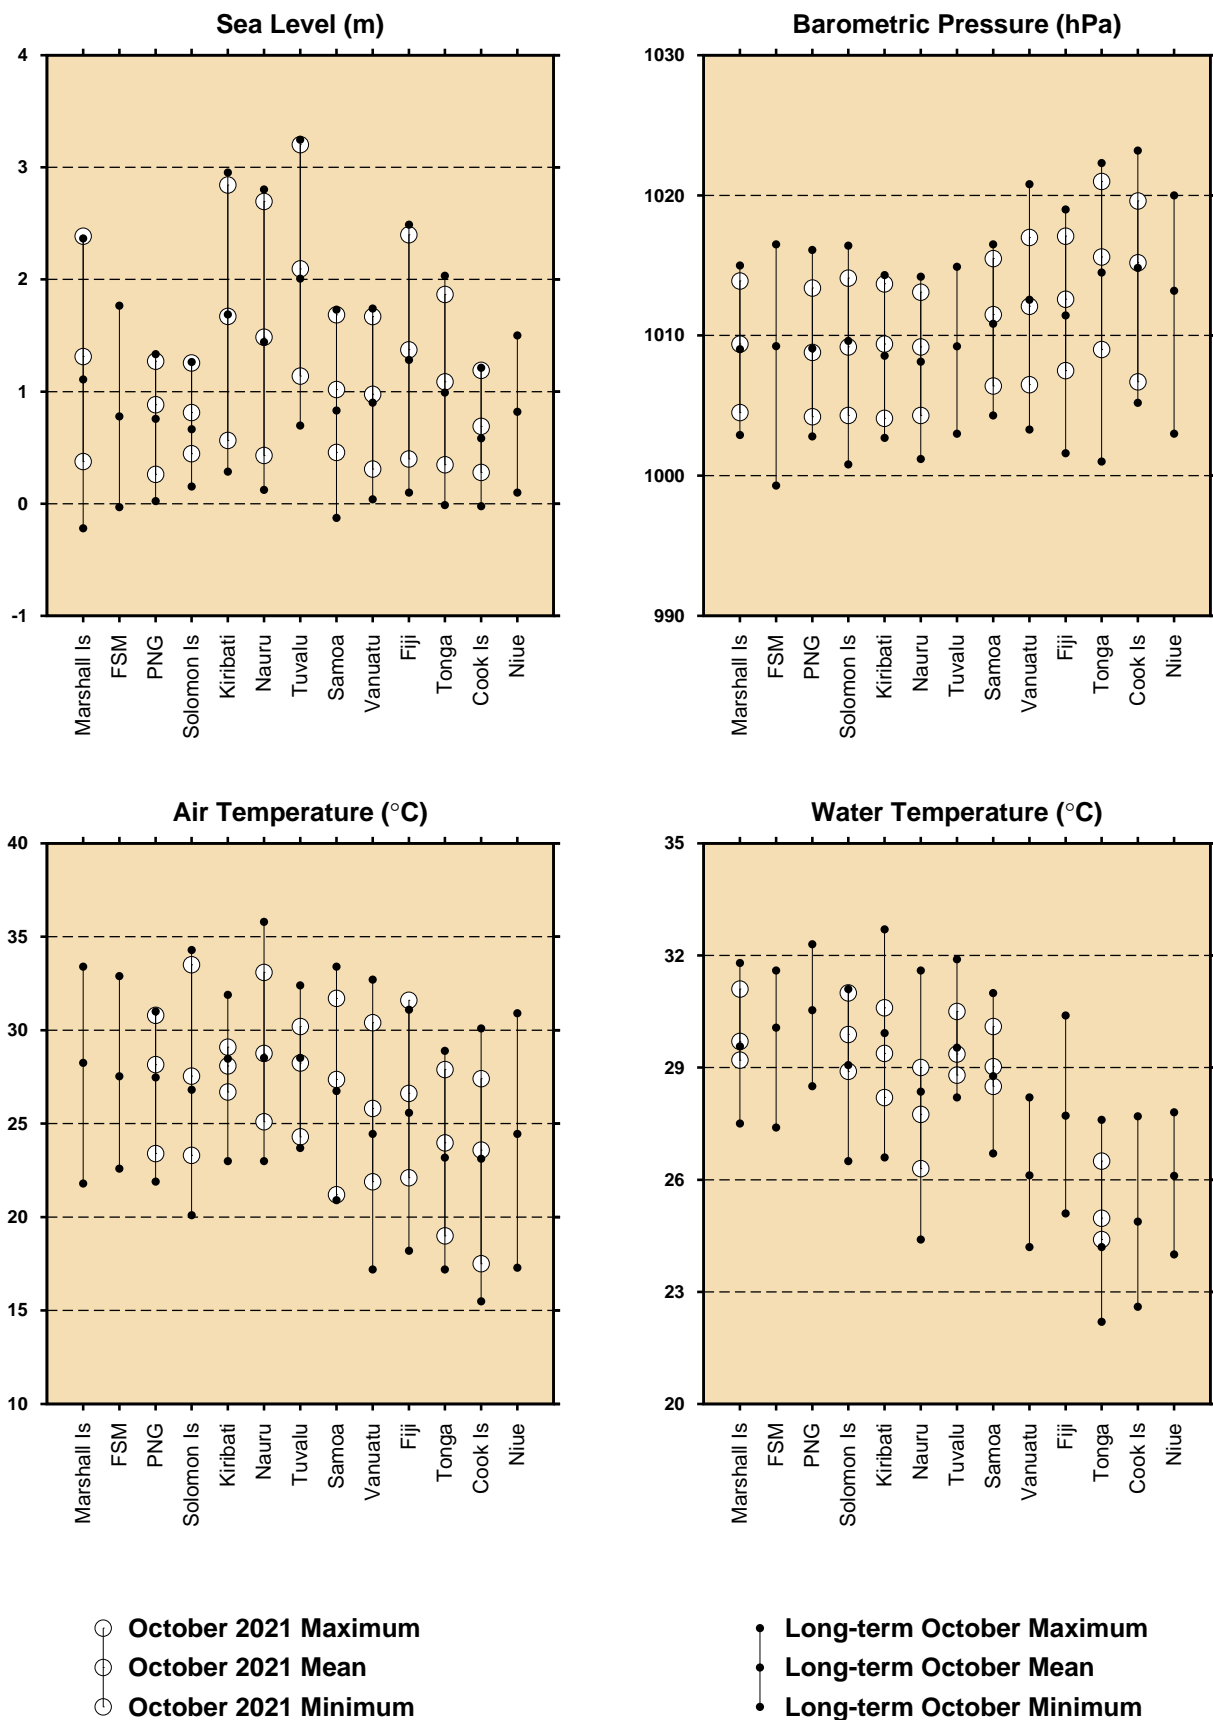 Sea Level (m)
4
3
2
1
0
-1
Marshall Is
FSM
PNG
Solomon Is
Kiribati
Nauru
Tuvalu
Samoa
Vanuatu
Fiji
Tonga
Cook Is
Niue
Barometric Pressure (hPa)
1030
1020
1010
1000
990
Marshall Is
FSM
PNG
Solomon Is
Kiribati
Nauru
Tuvalu
Samoa
Vanuatu
Fiji
Tonga
Cook Is
Niue
Air Temperature (°C)
40
35
30
25
20
15
10
Marshall Is
FSM
PNG
Solomon Is
Kiribati
Nauru
Tuvalu
Samoa
Vanuatu
Fiji
Tonga
Cook Is
Niue
Water Temperature (°C)
35
32
29
26
23
20
Marshall Is
FSM
PNG
Solomon Is
Kiribati
Nauru
Tuvalu
Samoa
Vanuatu
Fiji
Tonga
Cook Is
Niue
October 2021 Maximum
October 2021 Mean
October 2021 Minimum
Long-term October Maximum
Long-term October Mean
Long-term October Minimum